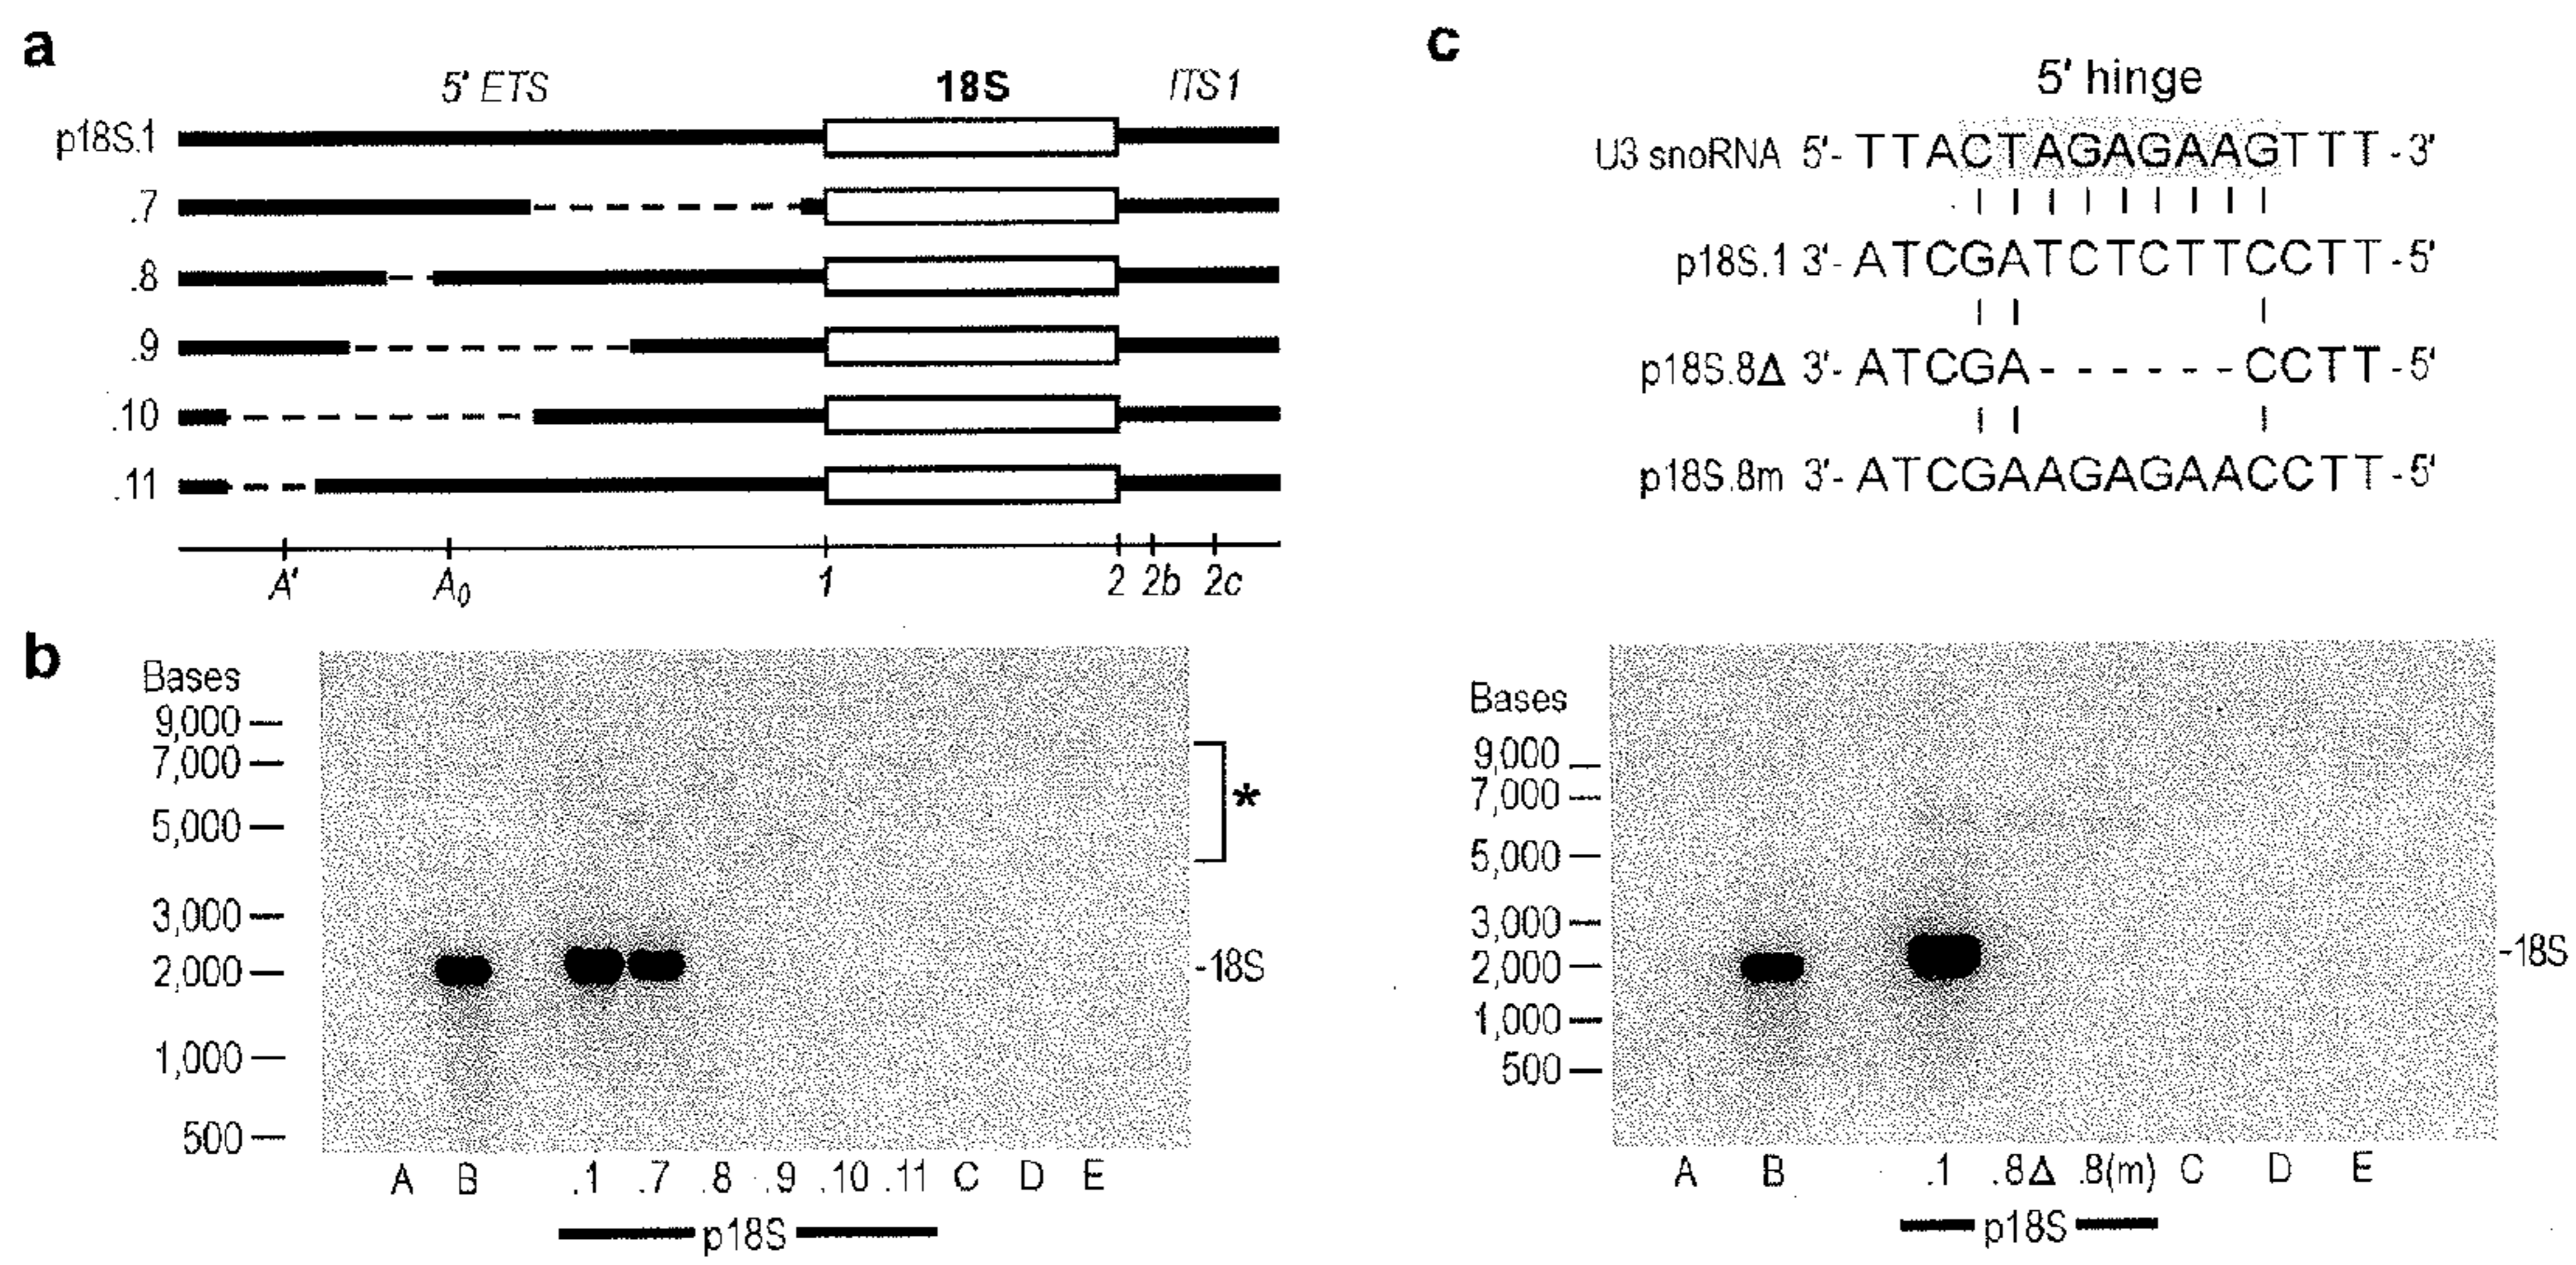 a
5' ETS 18S ITS1
p18S.1
.7
.8
.9
.10
.11
A' A0 1 2 2b 2c
b
Bases
9,000
7,000
5,000
3,000
2,000
1,000
500
*
-18S
A B .1 .7 .8 .9 .10 .11 C D E
p18S
c
5' hinge
U3 snoRNA 5'- TTACTAGAGAAGTTT -3'
p18S.1 3'- ATCGATCTCTTCCTT -5'
p18S.8Δ 3'- ATCGA------CCTT -5'
p18S.8m 3'- ATCGAAGAGAACCTT -5'
Bases
9,000
7,000
5,000
3,000
2,000
1,000
500
-18S
A B .1 .8Δ .8(m) C D E
p18S